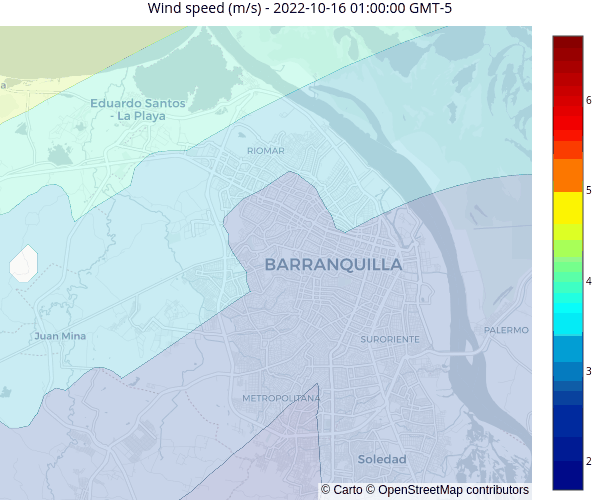 Wind speed (m/s) - 2022-10-16 01:00:00 GMT-5
a
Eduardo Santos
- La Playa
RIOMAR
BARRANQUILLA
Juan Mina
SURORIENTE
PALERMO
METROPOLITANA
Soledad
© Carto © OpenStreetMap contributors
6
5
4
3
2